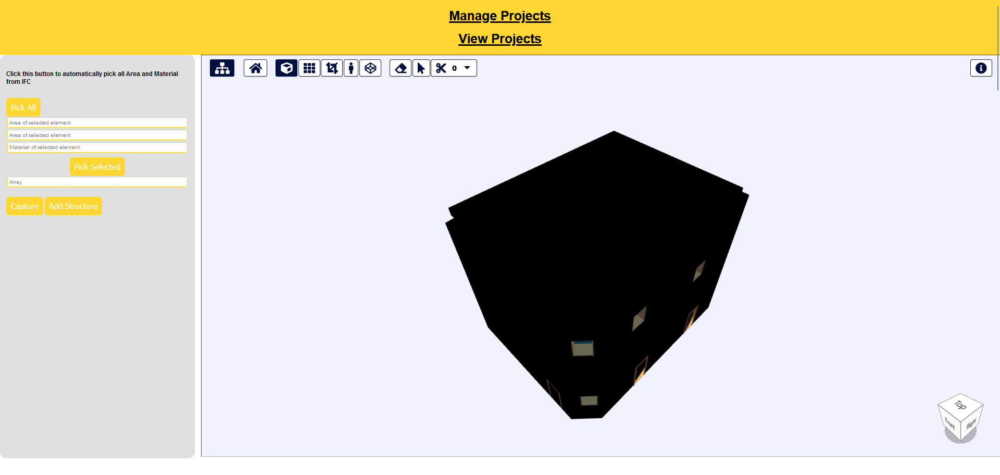 Manage Projects
View Projects
Click this button to automatically pick all Area and Material
from IFC
Pick All
Area of selected element
Area of selected element
Material of selected element
Pick Selected
Array
Capture
Add Structure
0
Top
Front
Right